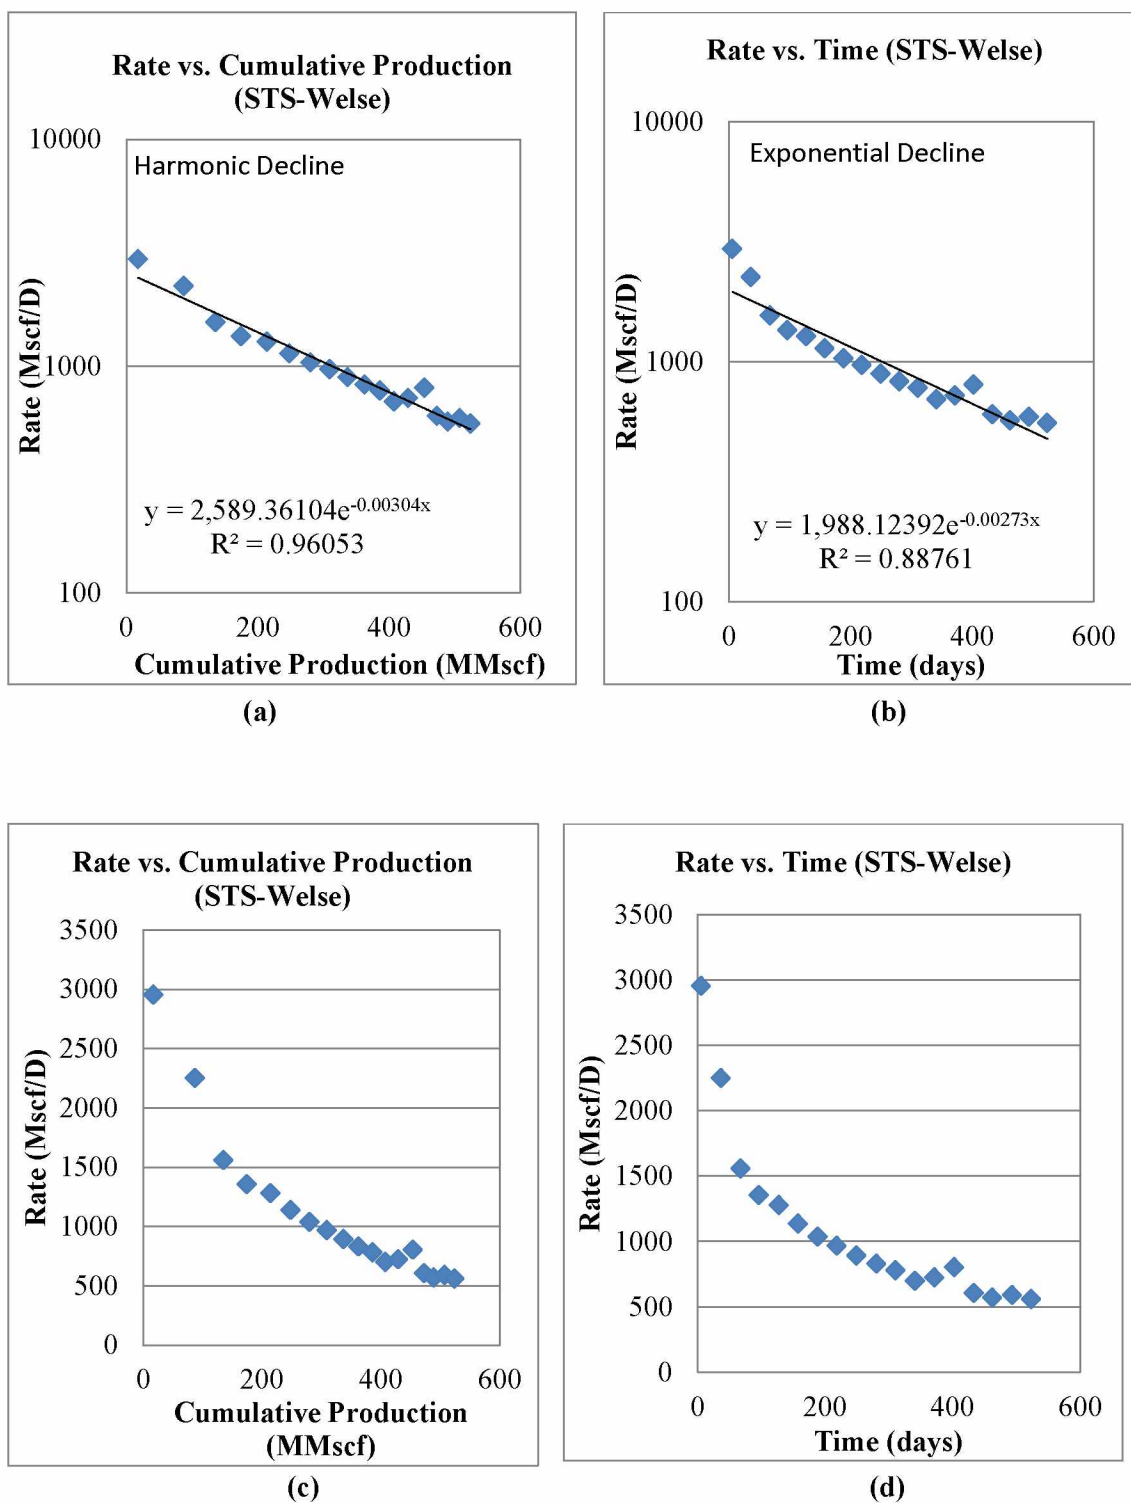 Rate vs. Cumulative Production
(STS-Welse)
10000
Harmonic Decline
1000
100
Rate (Mscf/D)
y = 2,589.36104e^-0.00304x
R² = 0.96053
0 200 400 600
Cumulative Production (MMscf)
(a)
Rate vs. Time (STS-Welse)
10000
Exponential Decline
1000
100
Rate (Mscf/D)
y = 1,988.12392e^-0.00273x
R² = 0.88761
0 200 400 600
Time (days)
(b)
Rate vs. Cumulative Production
(STS-Welse)
3500
3000
2500
2000
1500
1000
500
0
Rate (Mscf/D)
0 200 400 600
Cumulative Production
(MMscf)
(c)
Rate vs. Time (STS-Welse)
3500
3000
2500
2000
1500
1000
500
0
Rate (Mscf/D)
0 200 400 600
Time (days)
(d)